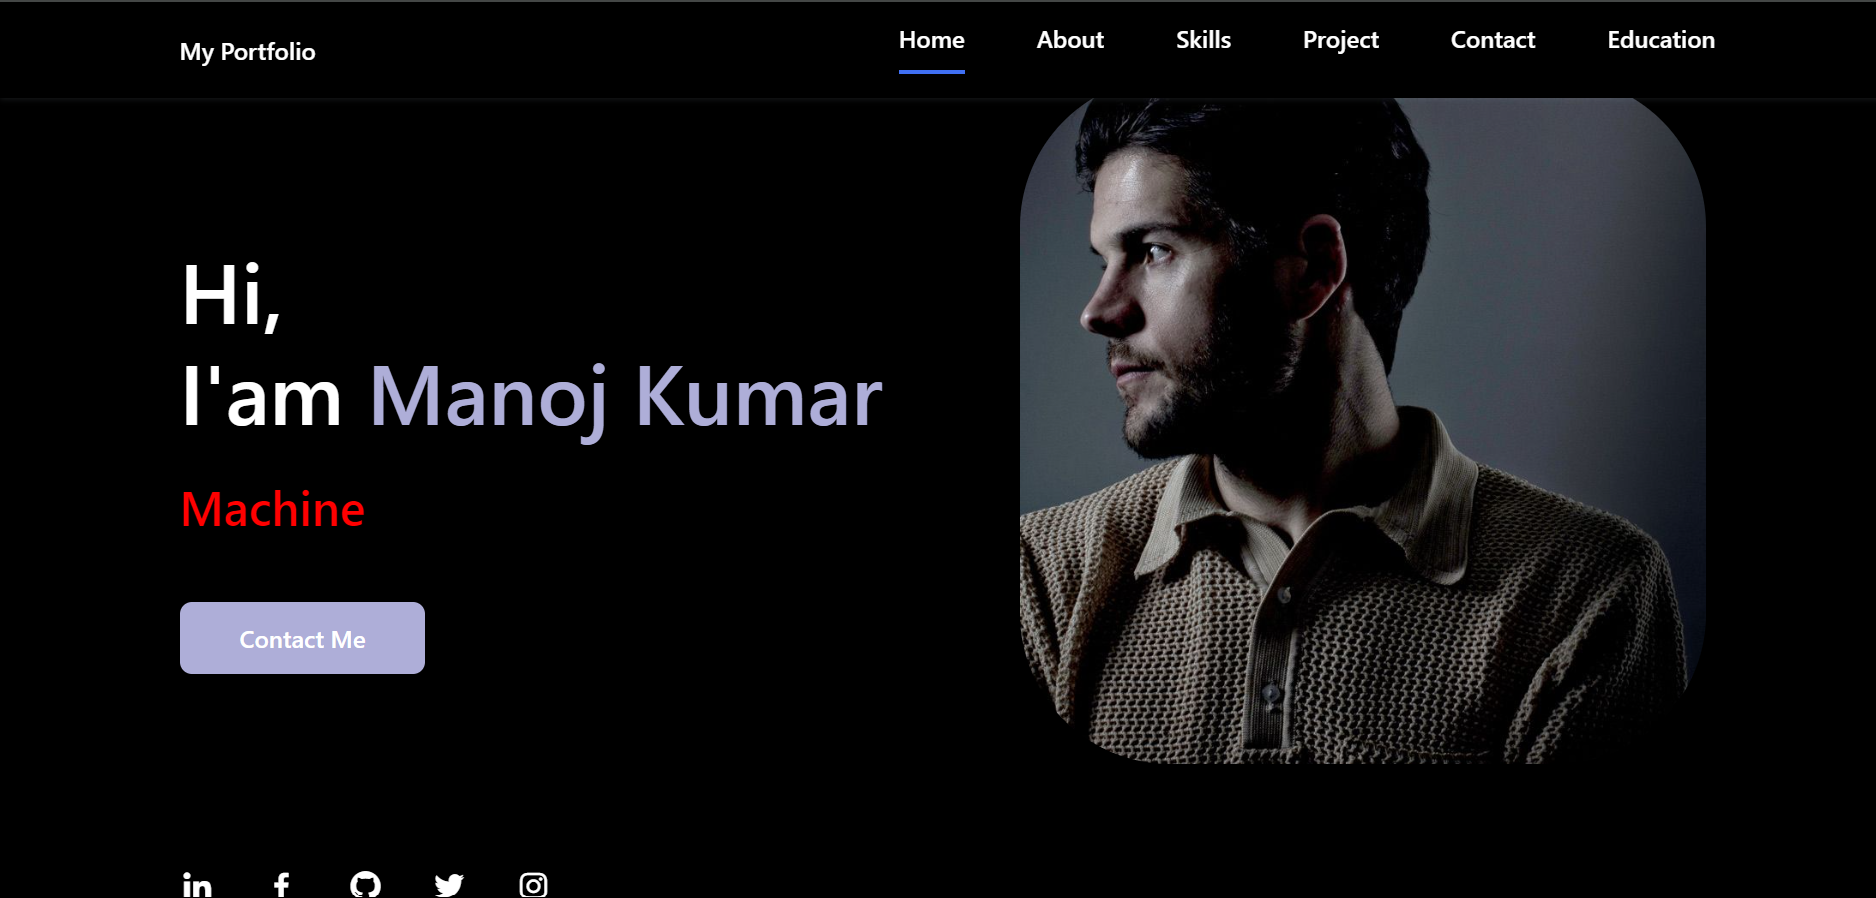 My Portfolio
Home About Skills Project Contact Education
Hi,
I'am Manoj Kumar
Machine
Contact Me
in